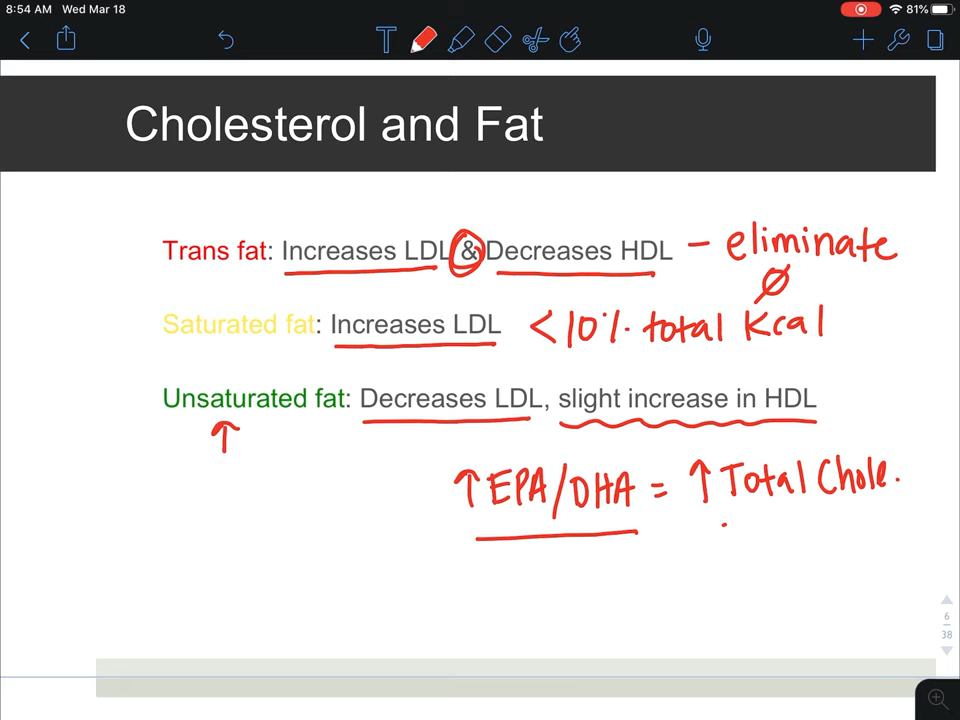 8:54 AM Wed Mar 18
81%
T
Cholesterol and Fat
Trans fat: Increases LDL & Decreases HDL – eliminate
Ø
Saturated fat: Increases LDL <10% total Kcal
Unsaturated fat: Decreases LDL, slight increase in HDL
↑
↑ EPA/DHA = ↑ Total Chole.
6
38